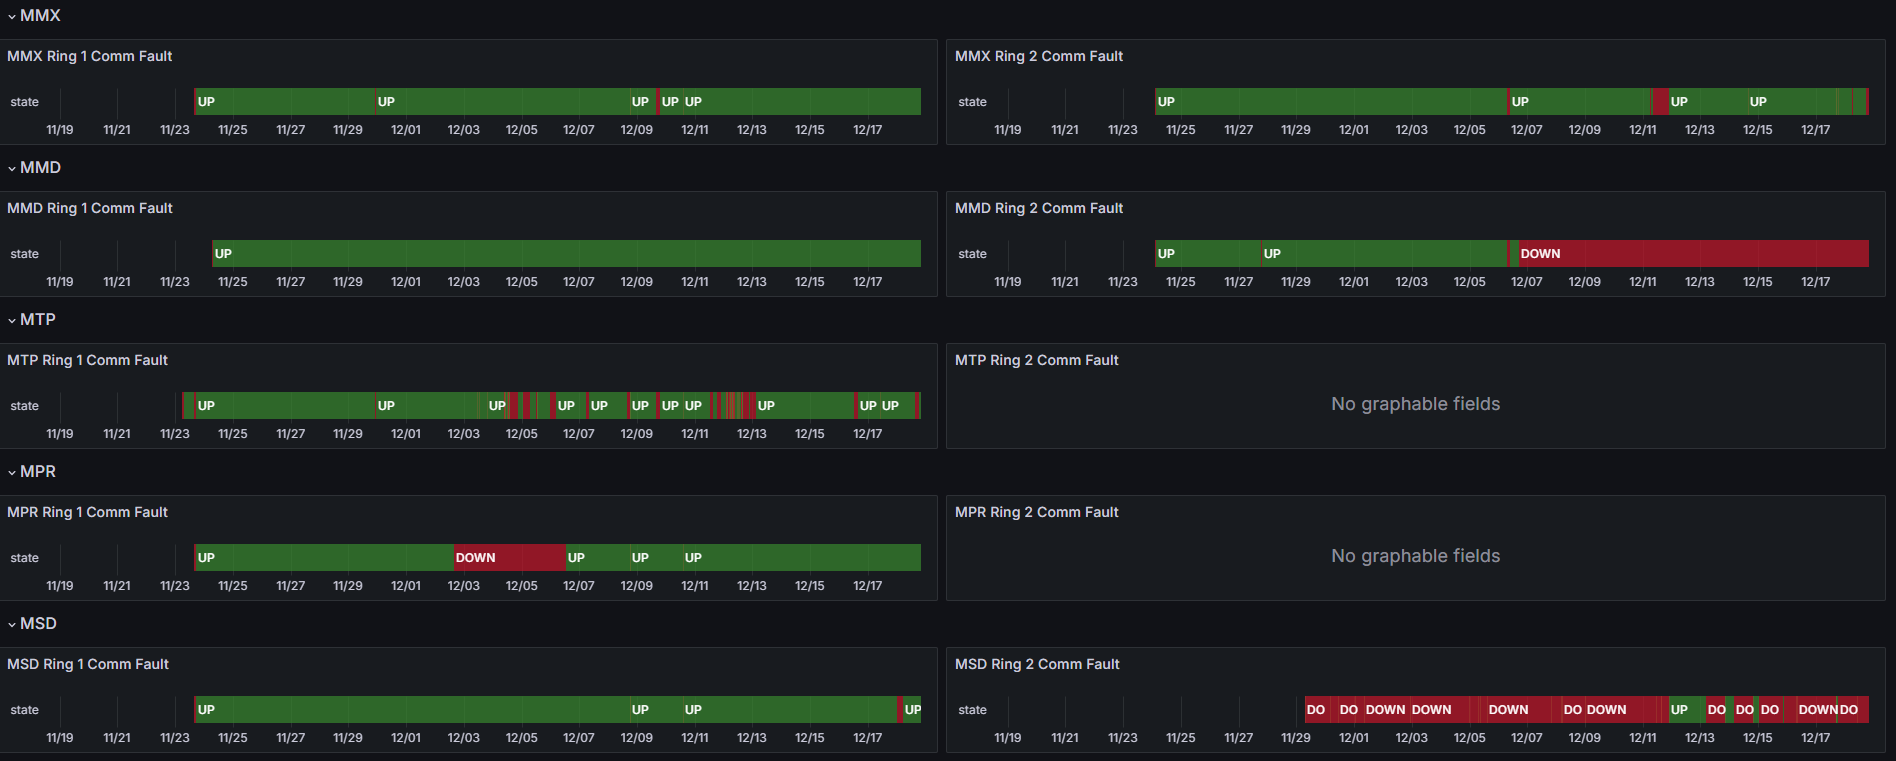 MMX
MMX Ring 1 Comm Fault
state UP UP UP UP UP
11/19 11/21 11/23 11/25 11/27 11/29 12/01 12/03 12/05 12/07 12/09 12/11 12/13 12/15 12/17
MMX Ring 2 Comm Fault
state UP UP UP UP
11/19 11/21 11/23 11/25 11/27 11/29 12/01 12/03 12/05 12/07 12/09 12/11 12/13 12/15 12/17
MMD
MMD Ring 1 Comm Fault
state UP
11/19 11/21 11/23 11/25 11/27 11/29 12/01 12/03 12/05 12/07 12/09 12/11 12/13 12/15 12/17
MMD Ring 2 Comm Fault
state UP UP DOWN
11/19 11/21 11/23 11/25 11/27 11/29 12/01 12/03 12/05 12/07 12/09 12/11 12/13 12/15 12/17
MTP
MTP Ring 1 Comm Fault
state UP UP UP UP UP UP UP UP UP UP UP
11/19 11/21 11/23 11/25 11/27 11/29 12/01 12/03 12/05 12/07 12/09 12/11 12/13 12/15 12/17
MTP Ring 2 Comm Fault
No graphable fields
MPR
MPR Ring 1 Comm Fault
state UP DOWN UP UP UP
11/19 11/21 11/23 11/25 11/27 11/29 12/01 12/03 12/05 12/07 12/09 12/11 12/13 12/15 12/17
MPR Ring 2 Comm Fault
No graphable fields
MSD
MSD Ring 1 Comm Fault
state UP UP UP UP
11/19 11/21 11/23 11/25 11/27 11/29 12/01 12/03 12/05 12/07 12/09 12/11 12/13 12/15 12/17
MSD Ring 2 Comm Fault
state DO DO DOWN DOWN DOWN DO DOWN UP DO DO DO DOWN DO
11/19 11/21 11/23 11/25 11/27 11/29 12/01 12/03 12/05 12/07 12/09 12/11 12/13 12/15 12/17